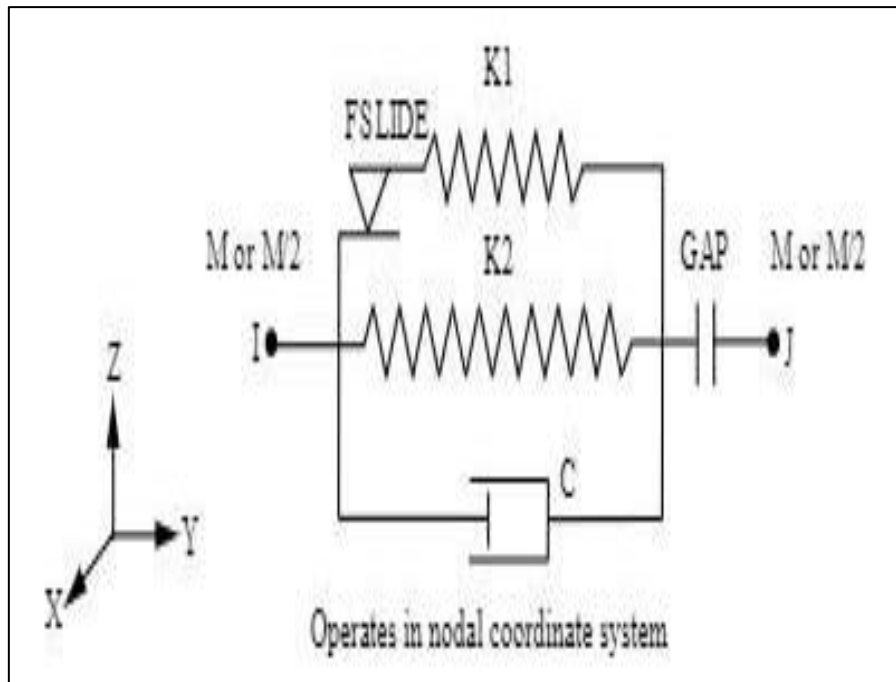 K1
FSLIDE
M or M/2
K2
GAP
M or M/2
I
J
Z
C
Y
X
Operates in nodal coordinate system